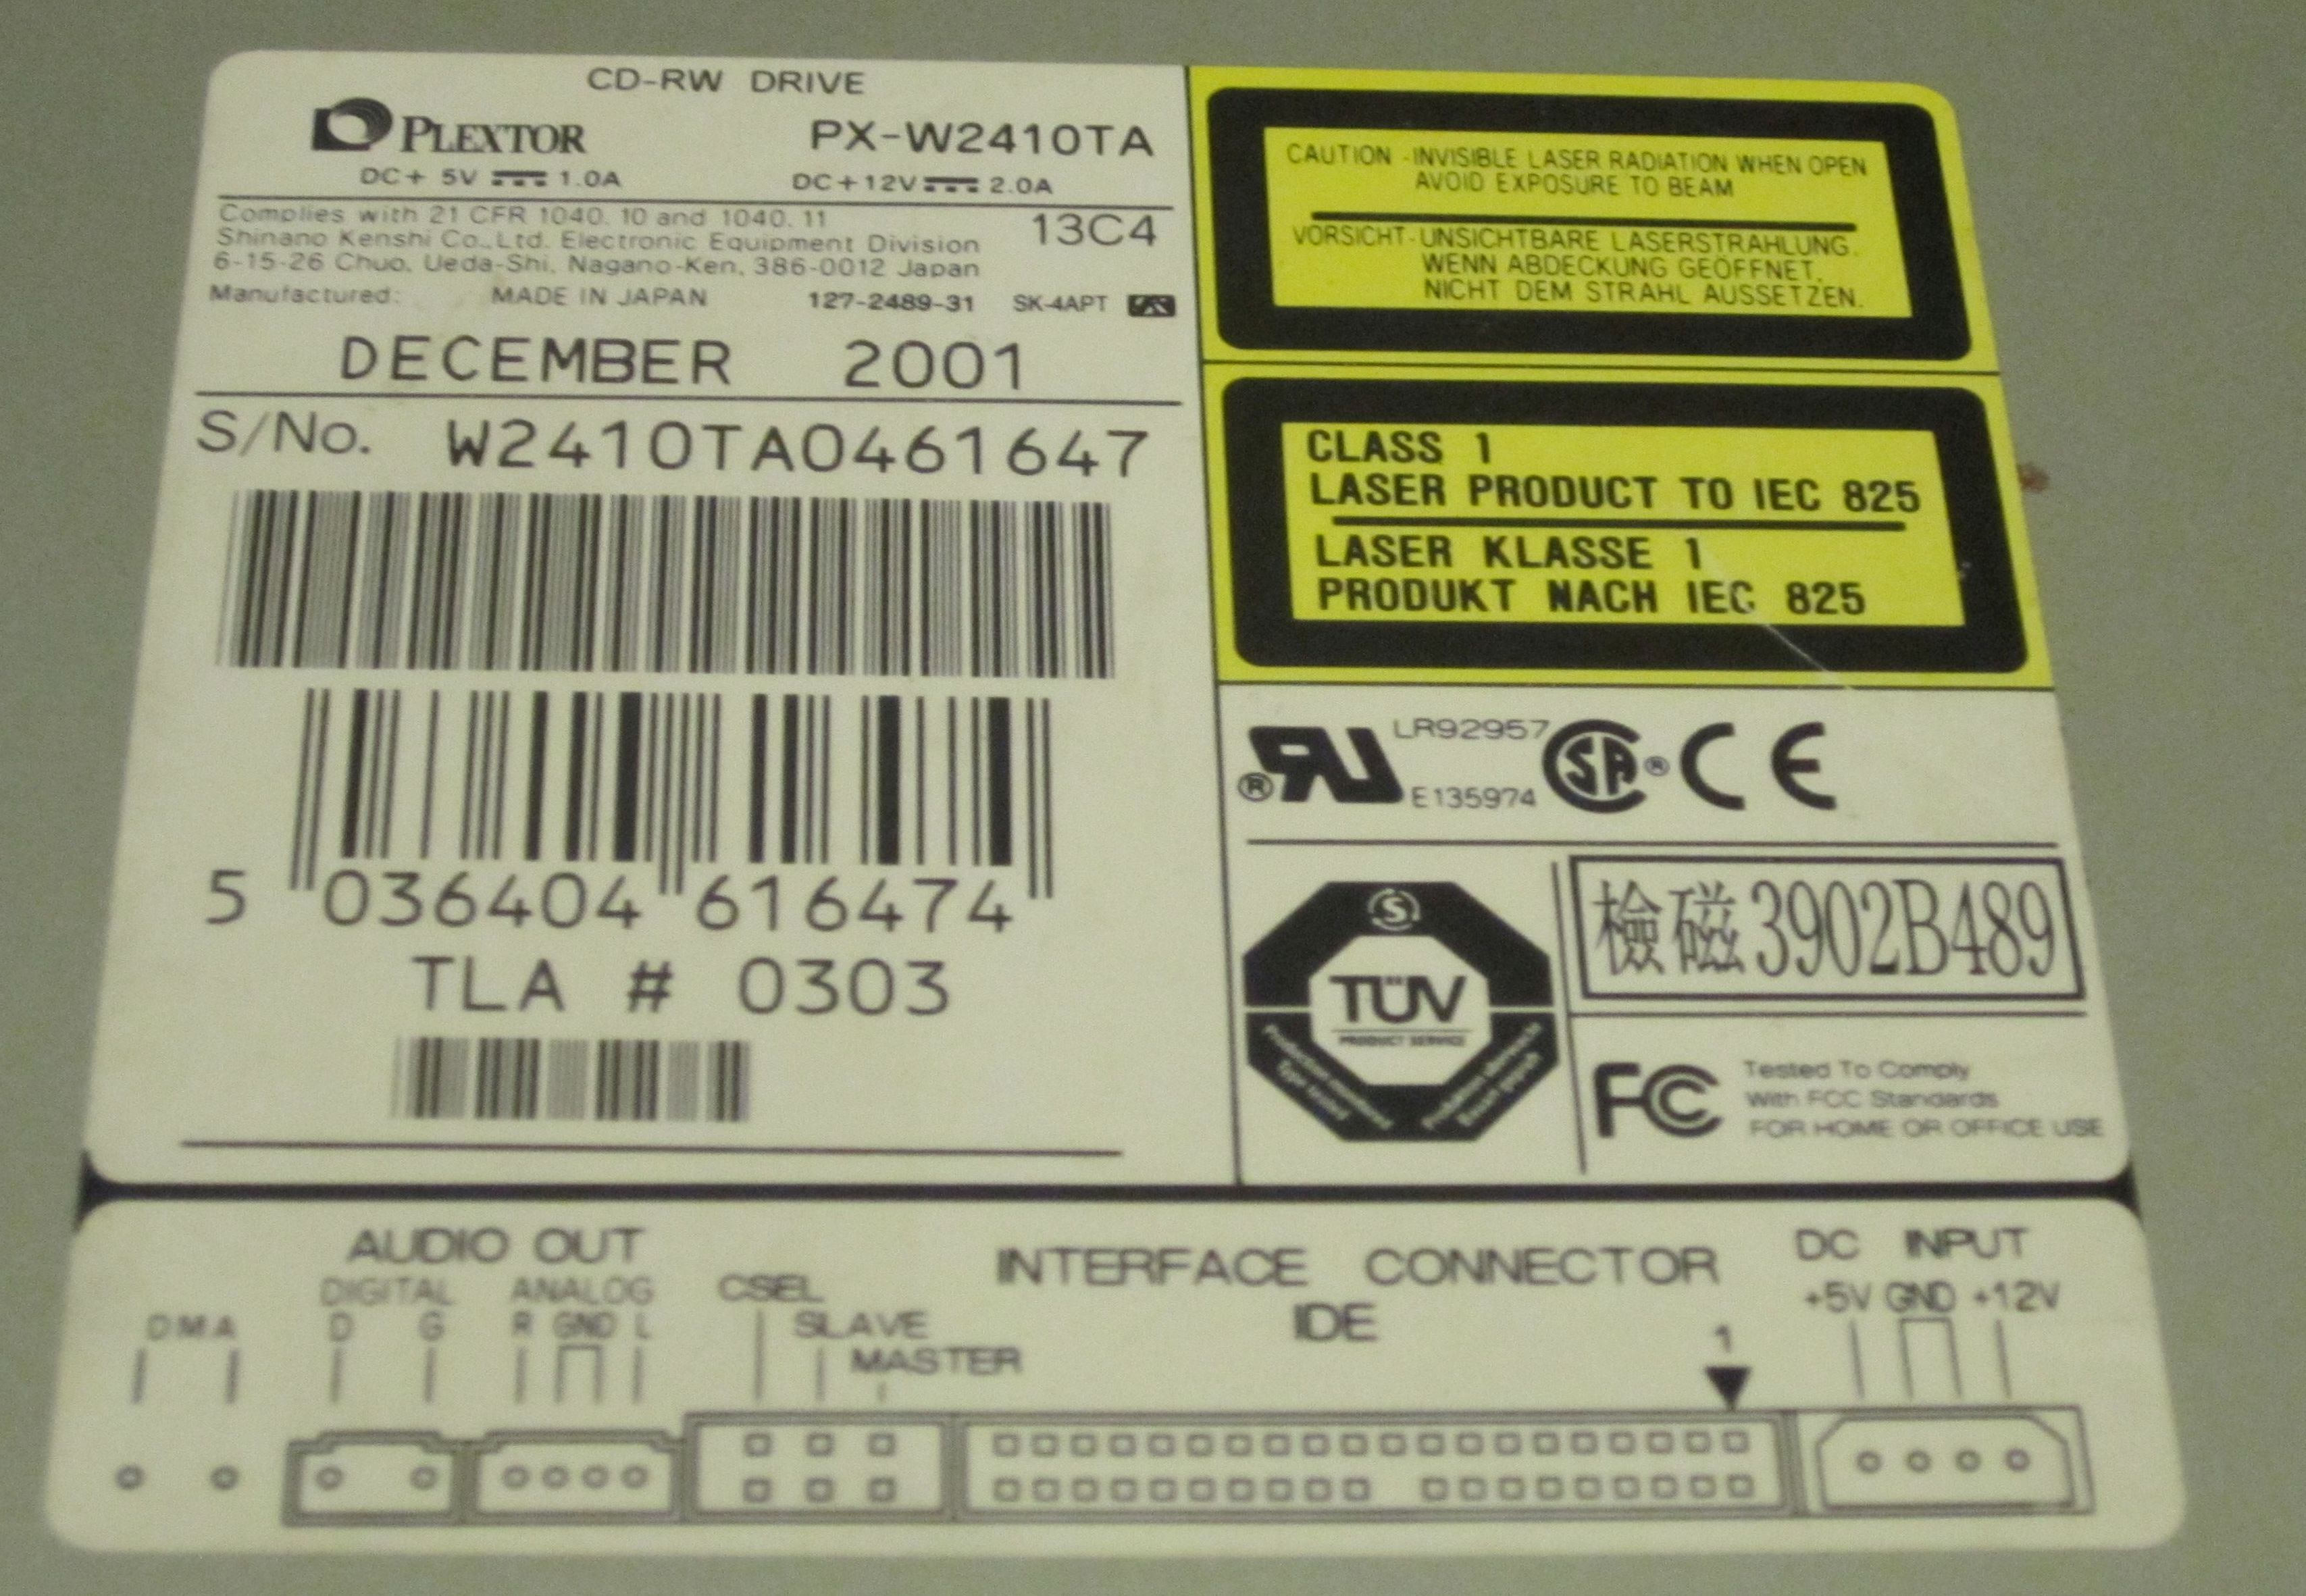 CD-RW DRIVE
PLEXTOR PX-W2410TA
DC+ 5V 1.0A DC+12V 2.0A
Complies with 21 CFR 1040.10 and 1040.11
13C4
Shinano Kenshi Co.,Ltd. Electronic Equipment Division
6-15-26 Chuo, Ueda-Shi, Nagano-Ken, 386-0012 Japan
Manufactured: MADE IN JAPAN 127-2489-31 SK-4APT
DECEMBER 2001
S/No. W2410TA0461647
5 036404 616474
TLA # 0303
CAUTION -INVISIBLE LASER RADIATION WHEN OPEN
AVOID EXPOSURE TO BEAM
VORSICHT-UNSICHTBARE LASERSTRAHLUNG.
WENN ABDECKUNG GEÖFFNET.
NICHT DEM STRAHL AUSSETZEN.
CLASS 1
LASER PRODUCT TO IEC 825
LASER KLASSE 1
PRODUKT NACH IEC 825
LR92957
E135974
® SA ® CE
S
TÜV
PRODUCT SERVICE
檢磁3902B489
FC
Tested To Comply
With FCC Standards
FOR HOME OR OFFICE USE
AUDIO OUT
DIGITAL ANALOG
DMA D G R GND L
CSEL
SLAVE
MASTER
INTERFACE CONNECTOR
IDE
1
DC INPUT
+5V GND +12V